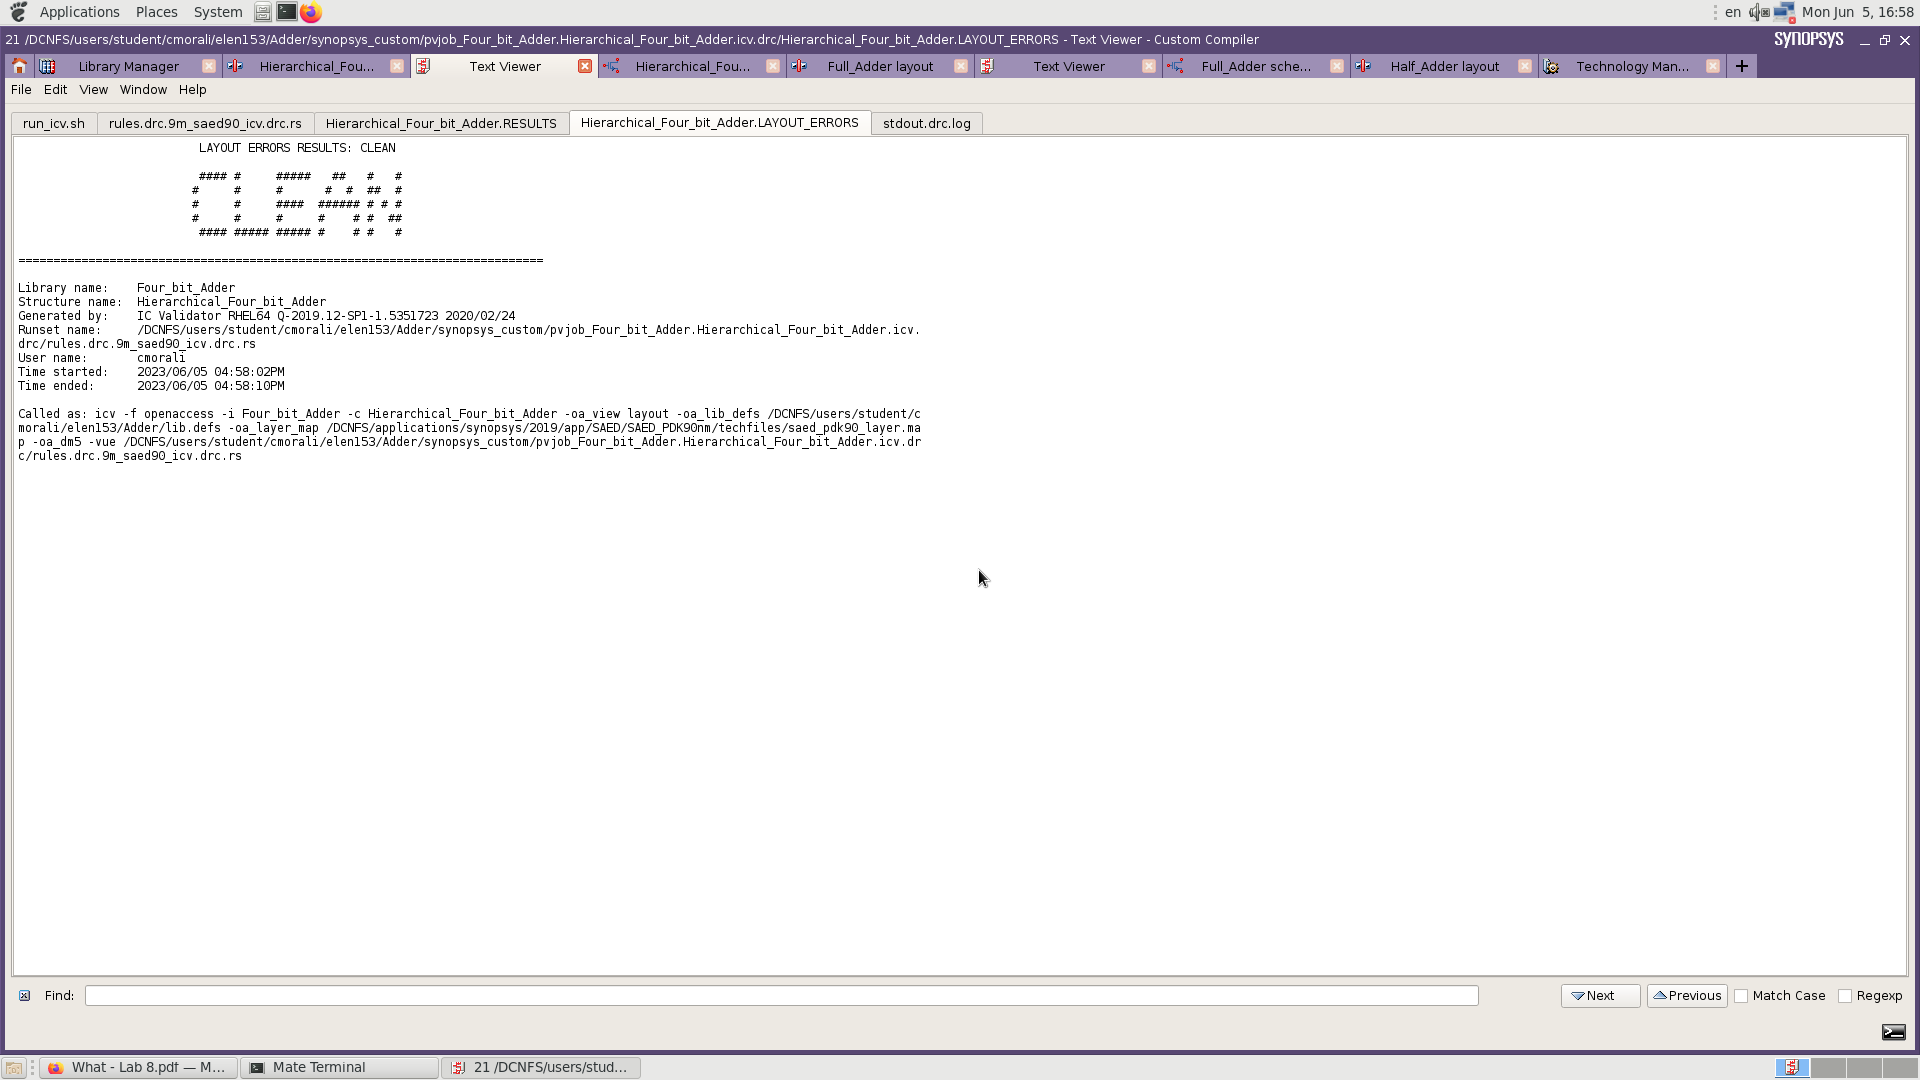 Applications Places System en Mon Jun 5, 16:58
21 /DCNFS/users/student/cmorali/elen153/Adder/synopsys_custom/pvjob_Four_bit_Adder.Hierarchical_Four_bit_Adder.icv.drc/Hierarchical_Four_bit_Adder.LAYOUT_ERRORS - Text Viewer - Custom Compiler SYNOPSYS
Library Manager Hierarchical_Fou... Text Viewer Hierarchical_Fou... Full_Adder layout Text Viewer Full_Adder sche... Half_Adder layout Technology Man...
File Edit View Window Help
run_icv.sh rules.drc.9m_saed90_icv.drc.rs Hierarchical_Four_bit_Adder.RESULTS Hierarchical_Four_bit_Adder.LAYOUT_ERRORS stdout.drc.log
LAYOUT ERRORS RESULTS: CLEAN
CLEAN
===========================================================================
Library name: Four_bit_Adder
Structure name: Hierarchical_Four_bit_Adder
Generated by: IC Validator RHEL64 Q-2019.12-SP1-1.5351723 2020/02/24
Runset name: /DCNFS/users/student/cmorali/elen153/Adder/synopsys_custom/pvjob_Four_bit_Adder.Hierarchical_Four_bit_Adder.icv.
drc/rules.drc.9m_saed90_icv.drc.rs
User name: cmorali
Time started: 2023/06/05 04:58:02PM
Time ended: 2023/06/05 04:58:10PM
Called as: icv -f openaccess -i Four_bit_Adder -c Hierarchical_Four_bit_Adder -oa_view layout -oa_lib_defs /DCNFS/users/student/c
morali/elen153/Adder/lib.defs -oa_layer_map /DCNFS/applications/synopsys/2019/app/SAED/SAED_PDK90nm/techfiles/saed_pdk90_layer.ma
p -oa_dm5 -vue /DCNFS/users/student/cmorali/elen153/Adder/synopsys_custom/pvjob_Four_bit_Adder.Hierarchical_Four_bit_Adder.icv.dr
c/rules.drc.9m_saed90_icv.drc.rs
Find: Next Previous Match Case Regexp
What - Lab 8.pdf — M... Mate Terminal 21 /DCNFS/users/stud...